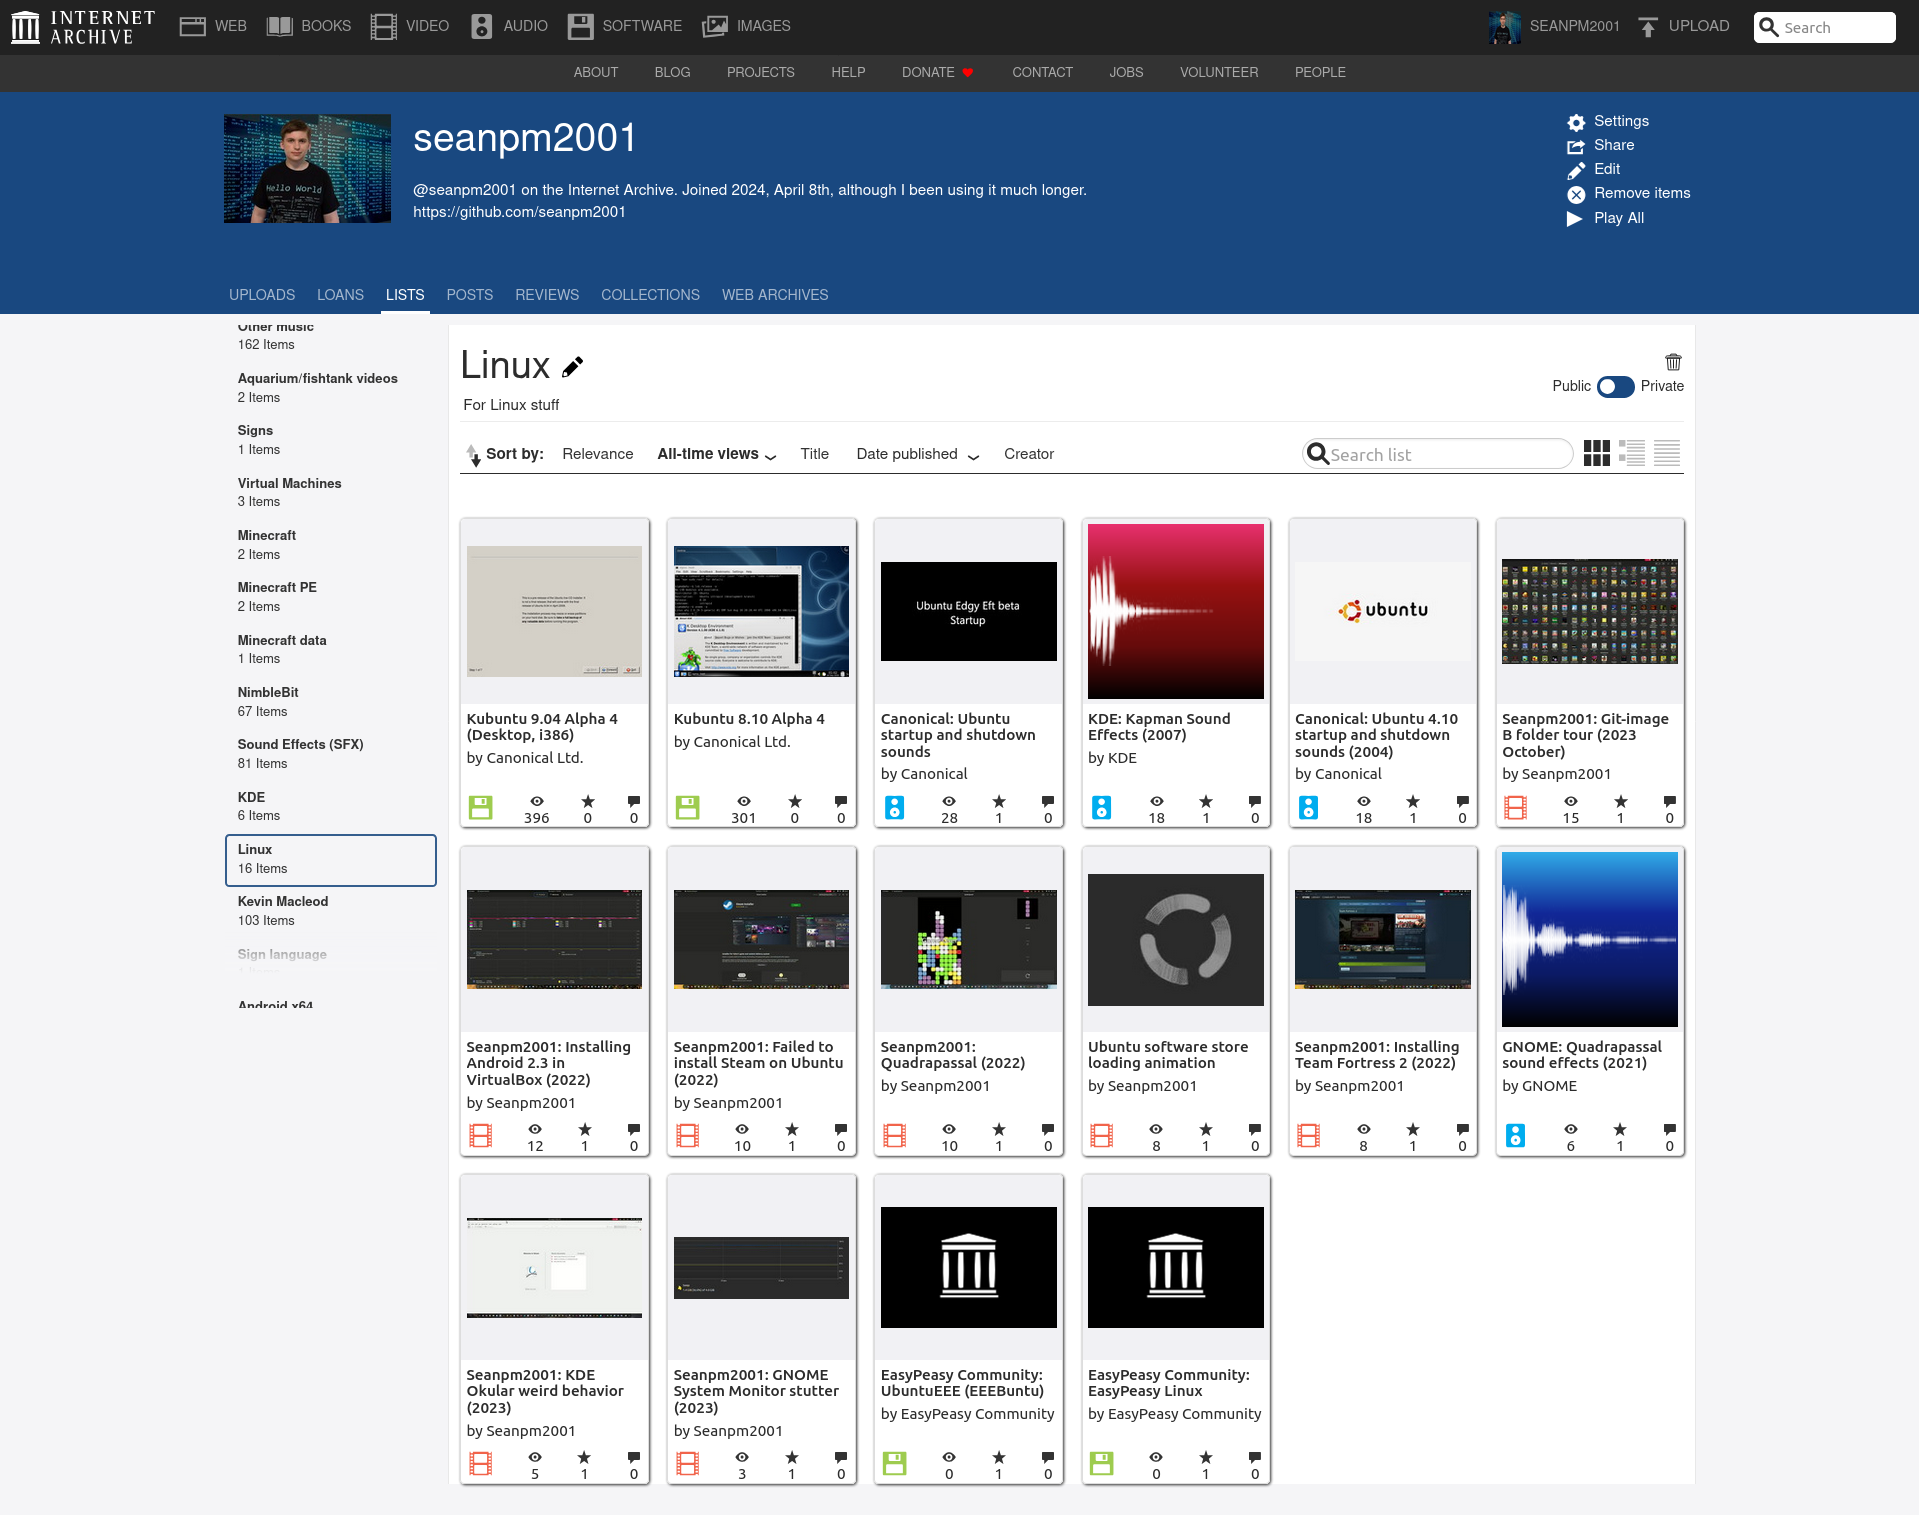 INTERNET
ARCHIVE
WEB
BOOKS
VIDEO
AUDIO
SOFTWARE
IMAGES
SEANPM2001
UPLOAD
Search
ABOUT
BLOG
PROJECTS
HELP
DONATE
CONTACT
JOBS
VOLUNTEER
PEOPLE
Hello World
seanpm2001
@seanpm2001 on the Internet Archive. Joined 2024, April 8th, although I been using it much longer.
https://github.com/seanpm2001
Settings
Share
Edit
Remove items
Play All
UPLOADS
LOANS
LISTS
POSTS
REVIEWS
COLLECTIONS
WEB ARCHIVES
Other music
162 Items
Aquarium/fishtank videos
2 Items
Signs
1 Items
Virtual Machines
3 Items
Minecraft
2 Items
Minecraft PE
2 Items
Minecraft data
1 Items
NimbleBit
67 Items
Sound Effects (SFX)
81 Items
KDE
6 Items
Linux
16 Items
Kevin Macleod
103 Items
Sign language
Android x64
Linux
For Linux stuff
Public
Private
Sort by:
Relevance
All-time views
Title
Date published
Creator
Search list
Kubuntu 9.04 Alpha 4
(Desktop, i386)
by Canonical Ltd.
396
0
0
K Desktop Environment
Kubuntu 8.10 Alpha 4
by Canonical Ltd.
301
0
0
Ubuntu Edgy Eft beta
Startup
Canonical: Ubuntu
startup and shutdown
sounds
by Canonical
28
1
0
KDE: Kapman Sound
Effects (2007)
by KDE
18
1
0
ubuntu
Canonical: Ubuntu 4.10
startup and shutdown
sounds (2004)
by Canonical
18
1
0
Seanpm2001: Git-image
B folder tour (2023
October)
by Seanpm2001
15
1
0
Seanpm2001: Installing
Android 2.3 in
VirtualBox (2022)
by Seanpm2001
12
1
0
Seanpm2001: Failed to
install Steam on Ubuntu
(2022)
by Seanpm2001
10
1
0
Seanpm2001:
Quadrapassal (2022)
by Seanpm2001
10
1
0
Ubuntu software store
loading animation
by Seanpm2001
8
1
0
Seanpm2001: Installing
Team Fortress 2 (2022)
by Seanpm2001
8
1
0
GNOME: Quadrapassal
sound effects (2021)
by GNOME
6
1
0
Seanpm2001: KDE
Okular weird behavior
(2023)
by Seanpm2001
5
1
0
Seanpm2001: GNOME
System Monitor stutter
(2023)
by Seanpm2001
3
1
0
EasyPeasy Community:
UbuntuEEE (EEEBuntu)
by EasyPeasy Community
0
1
0
EasyPeasy Community:
EasyPeasy Linux
by EasyPeasy Community
0
1
0